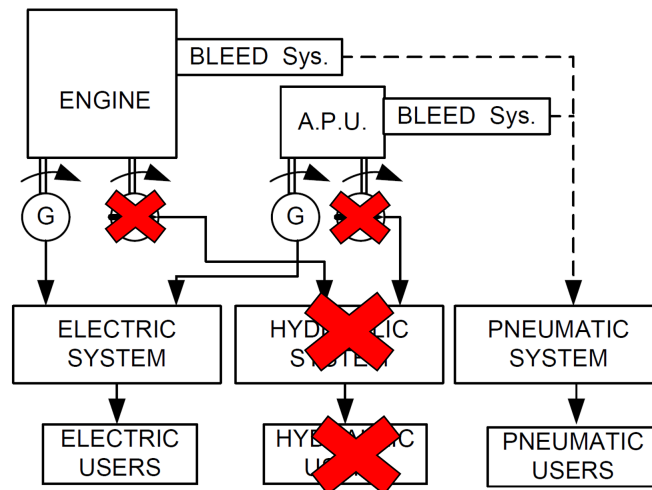 BLEED Sys.
ENGINE
A.P.U.
BLEED Sys.
G
G
ELECTRIC
SYSTEM
PNEUMATIC
SYSTEM
ELECTRIC
USERS
PNEUMATIC
USERS